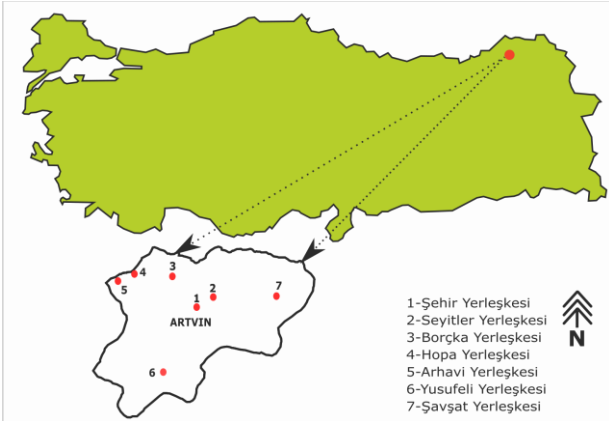 4
3
5
2
7
1
ARTVIN
6
1-Şehir Yerleşkesi
2-Seyitler Yerleşkesi
3-Borçka Yerleşkesi
4-Hopa Yerleşkesi
5-Arhavi Yerleşkesi
6-Yusufeli Yerleşkesi
7-Şavşat Yerleşkesi
N